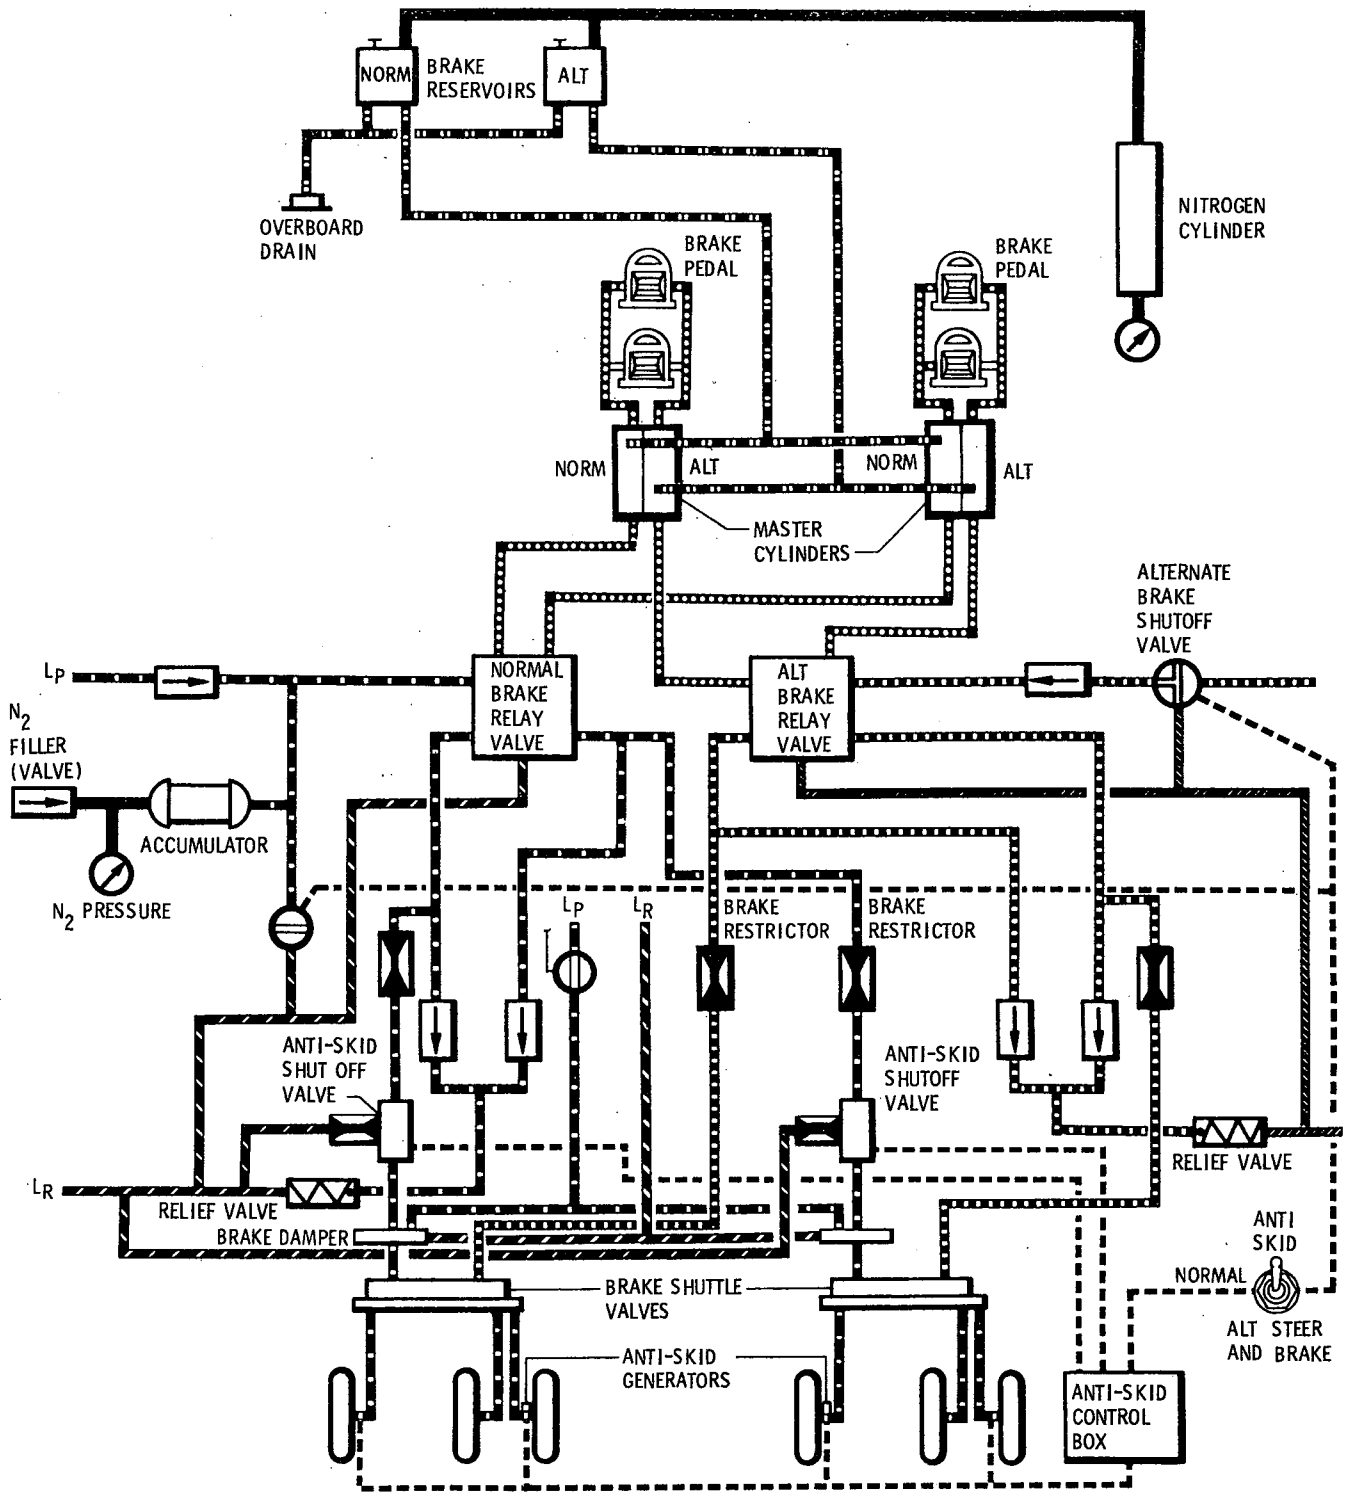 NORM
BRAKE
RESERVOIRS
ALT
OVERBOARD
DRAIN
NITROGEN
CYLINDER
BRAKE
PEDAL
BRAKE
PEDAL
NORM
ALT
NORM
ALT
MASTER
CYLINDERS
ALTERNATE
BRAKE
SHUTOFF
VALVE
LP
NORMAL
BRAKE
RELAY
VALVE
ALT
BRAKE
RELAY
VALVE
N2
FILLER
(VALVE)
ACCUMULATOR
N2 PRESSURE
LP
LR
BRAKE
RESTRICTOR
BRAKE
RESTRICTOR
ANTI-SKID
SHUT OFF
VALVE
ANTI-SKID
SHUTOFF
VALVE
LR
RELIEF VALVE
RELIEF VALVE
BRAKE DAMPER
BRAKE SHUTTLE
VALVES
ANTI
SKID
NORMAL
ALT STEER
AND BRAKE
ANTI-SKID
GENERATORS
ANTI-SKID
CONTROL
BOX